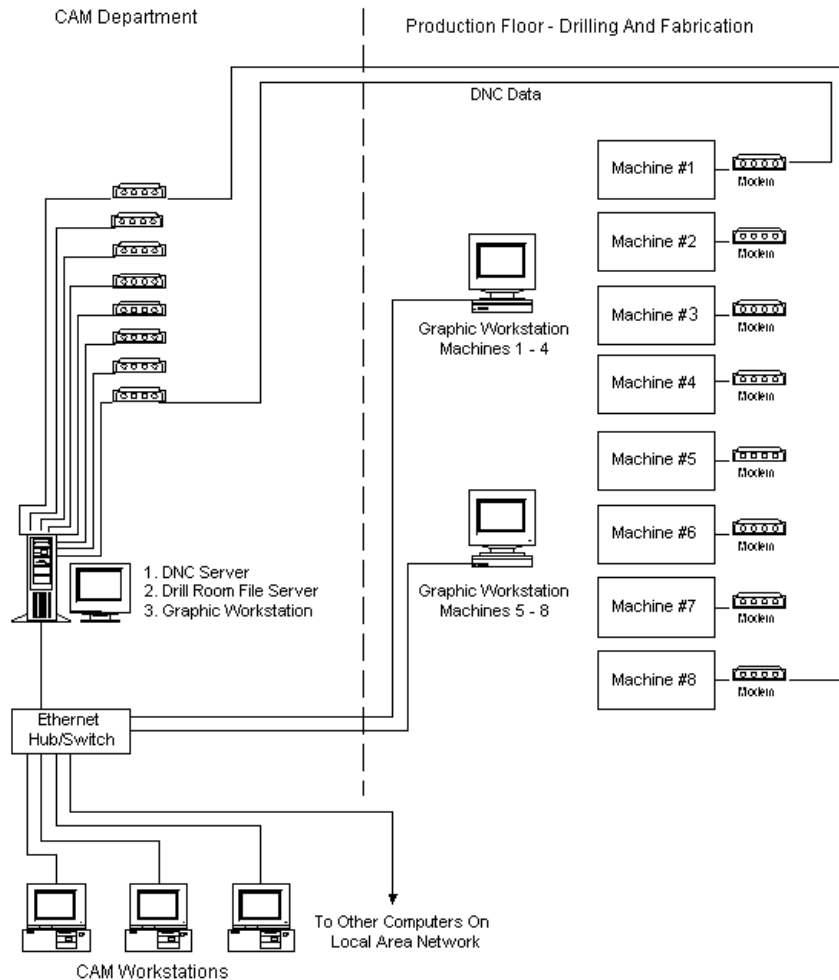 CAM Department
Production Floor - Drilling And Fabrication
DNC Data
Machine #1
Modem
Machine #2
Modem
Graphic Workstation
Machines 1 - 4
Machine #3
Modem
Machine #4
Modem
Machine #5
Modem
Graphic Workstation
Machines 5 - 8
Machine #6
Modem
Machine #7
Modem
Machine #8
Modem
1. DNC Server
2. Drill Room File Server
3. Graphic Workstation
Ethernet
Hub/Switch
To Other Computers On
Local Area Network
CAM Workstations